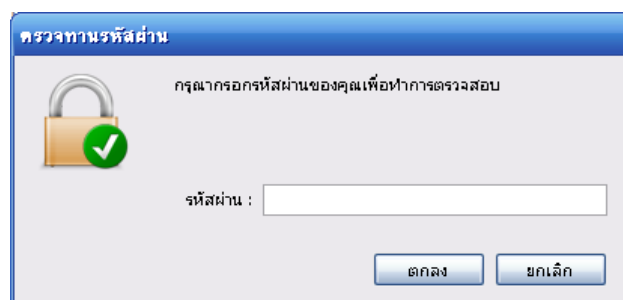 ตรวจทานรหัสผ่าน
กรุณากรอกรหัสผ่านของคุณเพื่อทำการตรวจสอบ
รหัสผ่าน :
ตกลง ยกเลิก